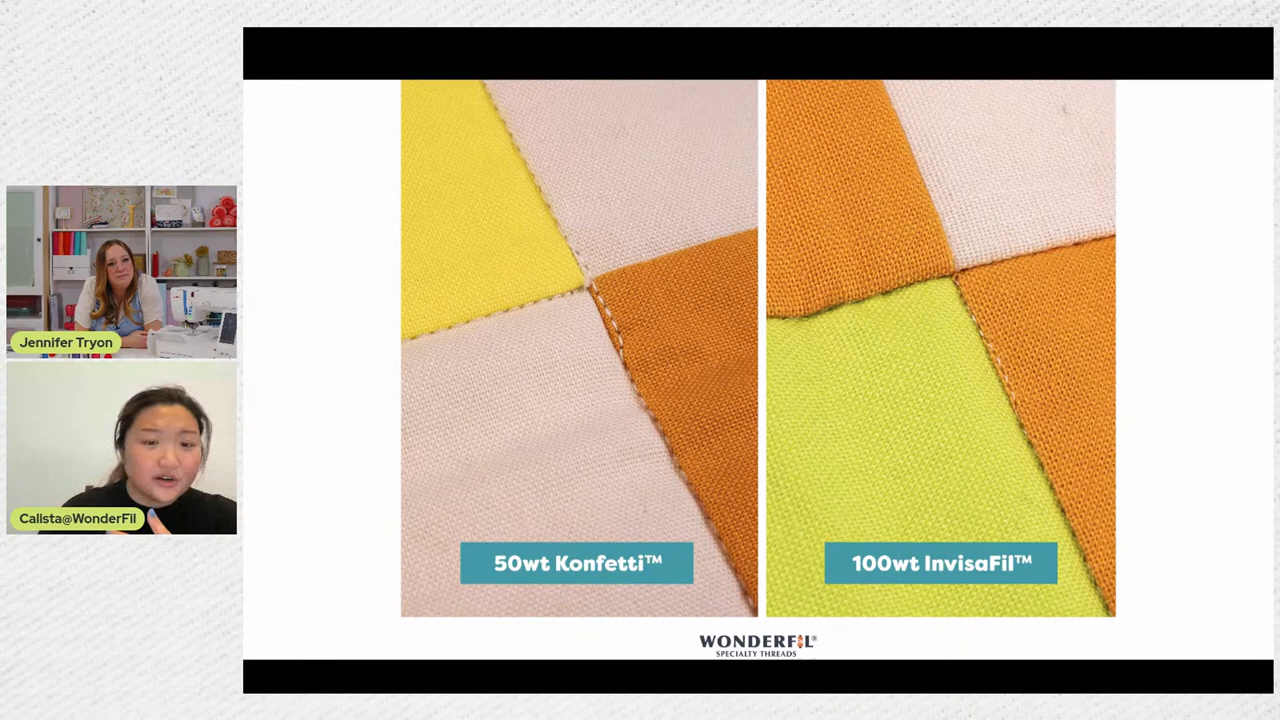 Jennifer Tryon
Calista@WonderFil
50wt Konfetti™
100wt InvisaFil™
WONDERFIL®
SPECIALTY THREADS